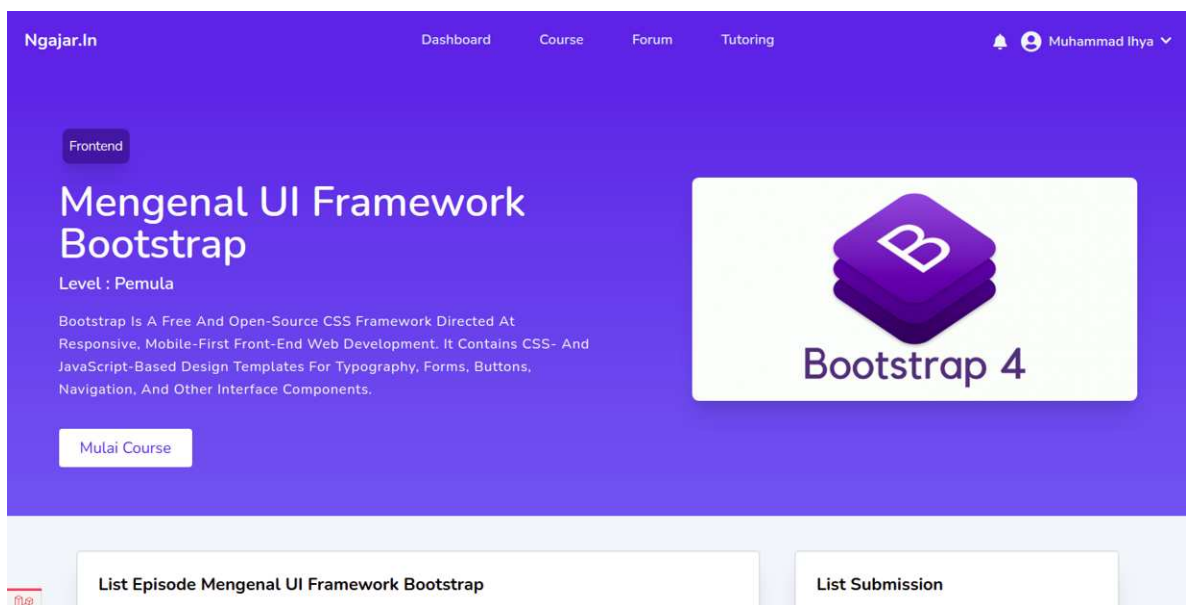 Ngajar.In Dashboard Course Forum Tutoring Muhammad Ihya
Frontend
Mengenal UI Framework
Bootstrap
Level : Pemula
Bootstrap Is A Free And Open-Source CSS Framework Directed At
Responsive, Mobile-First Front-End Web Development. It Contains CSS- And
JavaScript-Based Design Templates For Typography, Forms, Buttons,
Navigation, And Other Interface Components.
Mulai Course
B
Bootstrap 4
List Episode Mengenal UI Framework Bootstrap
List Submission